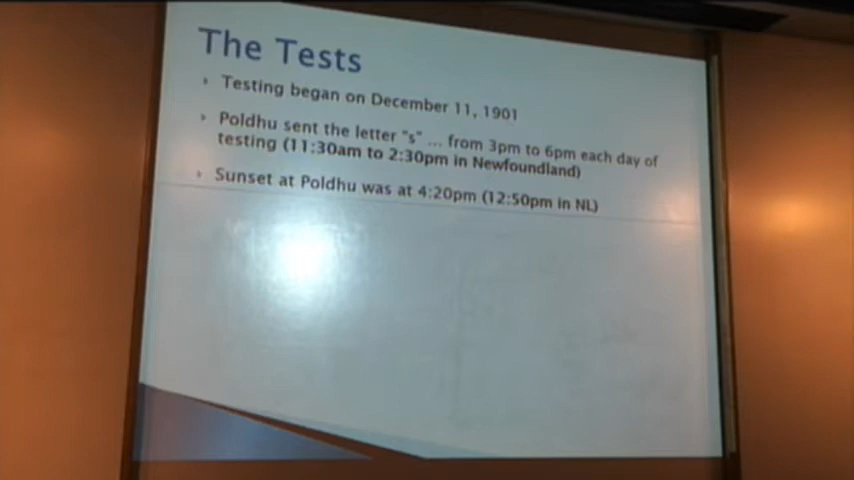 The Tests
Testing began on December 11, 1901
Poldhu sent the letter "s" ... from 3pm to 6pm each day of
testing (11:30am to 2:30pm in Newfoundland)
Sunset at Poldhu was at 4:20pm (12:50pm in NL)